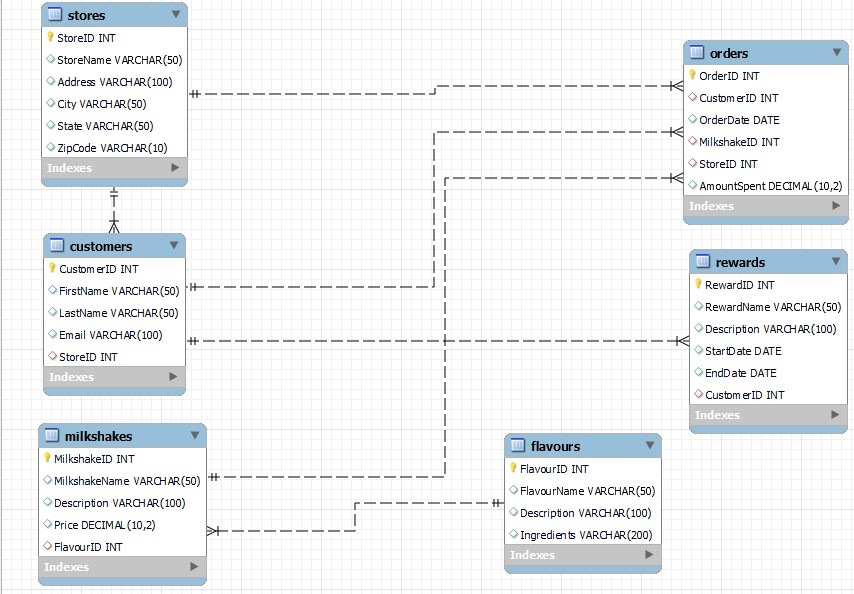 stores
StoreID INT
StoreName VARCHAR(50)
Address VARCHAR(100)
City VARCHAR(50)
State VARCHAR(50)
ZipCode VARCHAR(10)
Indexes
customers
CustomerID INT
FirstName VARCHAR(50)
LastName VARCHAR(50)
Email VARCHAR(100)
StoreID INT
Indexes
milkshakes
MilkshakeID INT
MilkshakeName VARCHAR(50)
Description VARCHAR(100)
Price DECIMAL(10,2)
FlavourID INT
Indexes
flavours
FlavourID INT
FlavourName VARCHAR(50)
Description VARCHAR(100)
Ingredients VARCHAR(200)
Indexes
orders
OrderID INT
CustomerID INT
OrderDate DATE
MilkshakeID INT
StoreID INT
AmountSpent DECIMAL(10,2)
Indexes
rewards
RewardID INT
RewardName VARCHAR(50)
Description VARCHAR(100)
StartDate DATE
EndDate DATE
CustomerID INT
Indexes